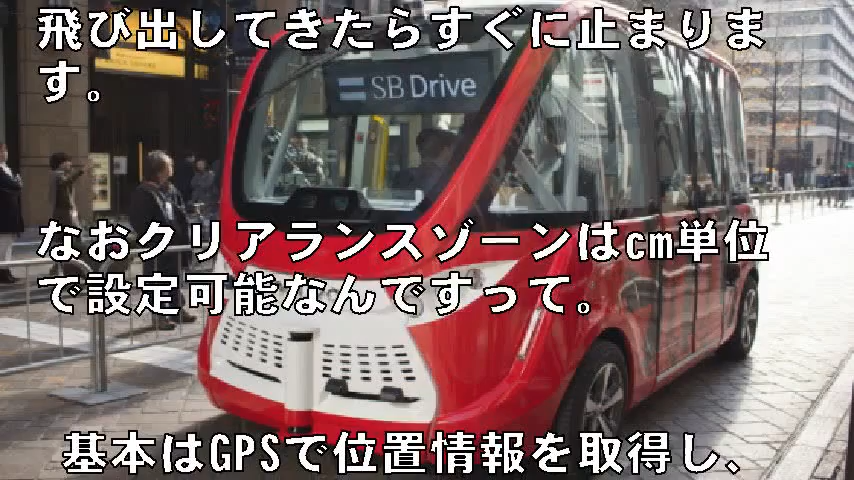 飛び出してきたらすぐに止まりま
す。
SB Drive
なおクリアランスゾーンはcm単位
で設定可能なんですって。
基本はGPSで位置情報を取得し、